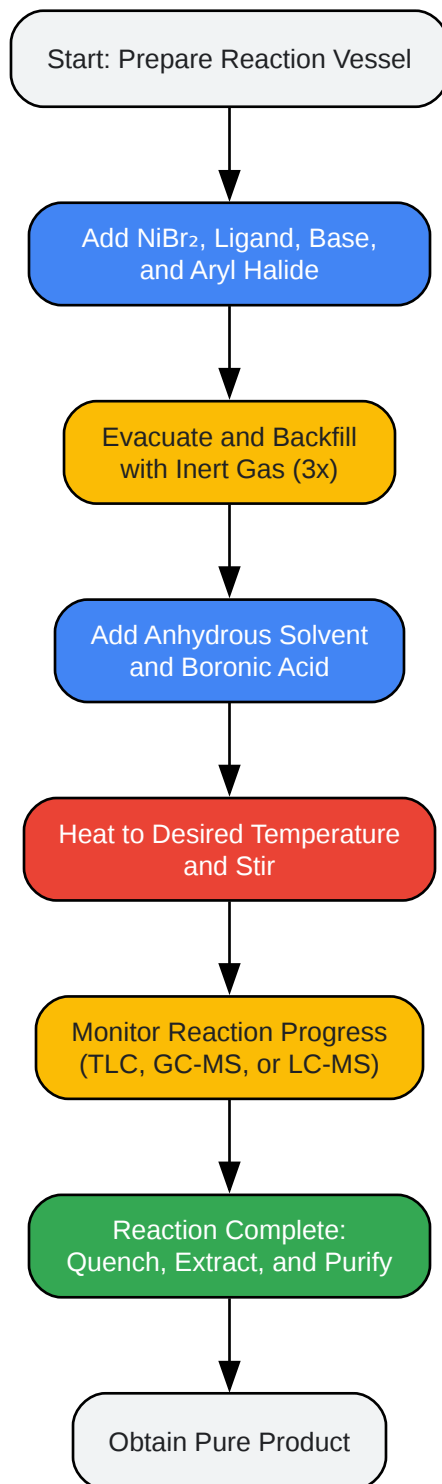 Start: Prepare Reaction Vessel
Add NiBr₂, Ligand, Base,
and Aryl Halide
Evacuate and Backfill
with Inert Gas (3x)
Add Anhydrous Solvent
and Boronic Acid
Heat to Desired Temperature
and Stir
Monitor Reaction Progress
(TLC, GC-MS, or LC-MS)
Reaction Complete:
Quench, Extract, and Purify
Obtain Pure Product